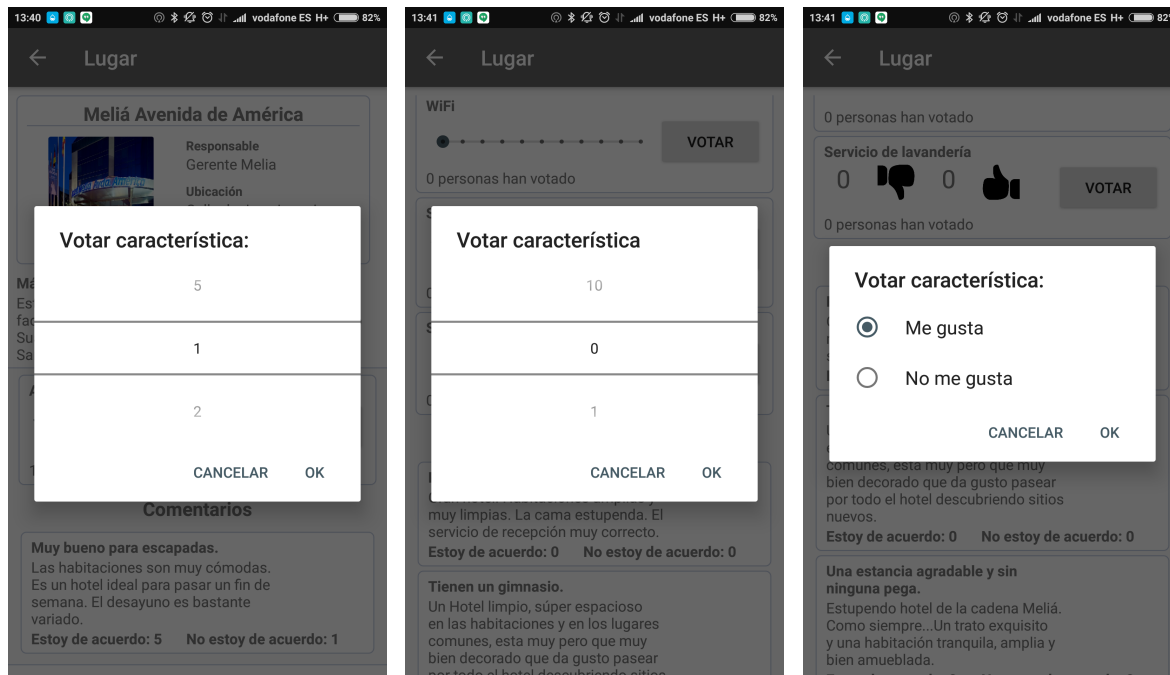 13:40 vodafone ES H+ 82%
Lugar
Meliá Avenida de América
Responsable
Gerente Melia
Ubicación
Votar característica:
5
1
2
CANCELAR OK
Comentarios
Muy bueno para escapadas.
Las habitaciones son muy cómodas.
Es un hotel ideal para pasar un fin de
semana. El desayuno es bastante
variado.
Estoy de acuerdo: 5 No estoy de acuerdo: 1
13:41 vodafone ES H+ 82%
Lugar
WiFi
VOTAR
0 personas han votado
Votar característica
10
0
1
CANCELAR OK
muy limpias. La cama estupenda. El
servicio de recepción muy correcto.
Estoy de acuerdo: 0 No estoy de acuerdo: 0
Tienen un gimnasio.
Un Hotel limpio, súper espacioso
en las habitaciones y en los lugares
comunes, esta muy pero que muy
bien decorado que da gusto pasear
por todo el hotel descubriendo sitios
13:41 vodafone ES H+ 82%
Lugar
0 personas han votado
Servicio de lavandería
0 0 VOTAR
0 personas han votado
Votar característica:
Me gusta
No me gusta
CANCELAR OK
comunes, esta muy pero que muy
bien decorado que da gusto pasear
por todo el hotel descubriendo sitios
nuevos.
Estoy de acuerdo: 0 No estoy de acuerdo: 0
Una estancia agradable y sin
ninguna pega.
Estupendo hotel de la cadena Meliá.
Como siempre...Un trato exquisito
y una habitación tranquila, amplia y
bien amueblada.